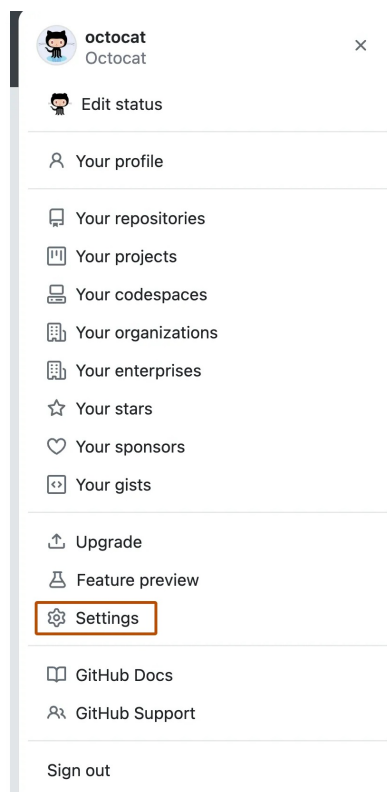 octocat
Octocat
Edit status
Your profile
Your repositories
Your projects
Your codespaces
Your organizations
Your enterprises
Your stars
Your sponsors
Your gists
Upgrade
Feature preview
Settings
GitHub Docs
GitHub Support
Sign out